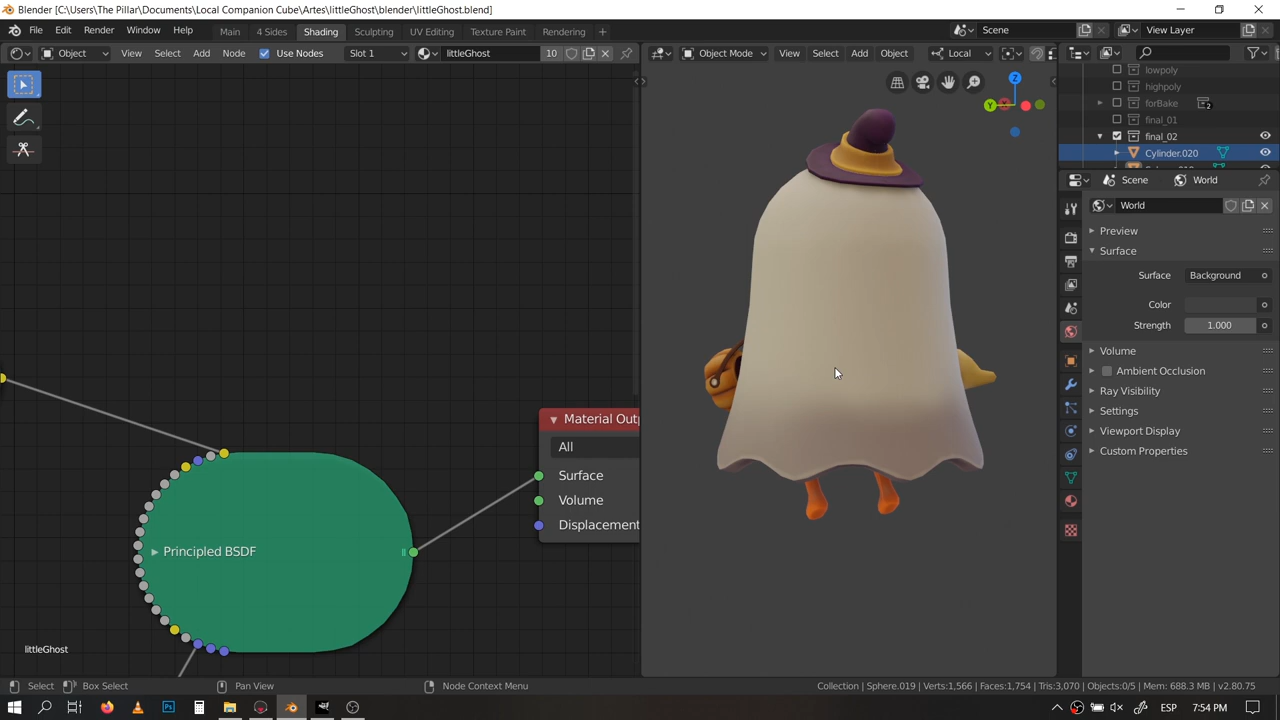 Blender [C:\Users\The Pillar\Documents\Local Companion Cube\Artes\littleGhost\blender\littleGhost.blend]
File Edit Render Window Help Main 4 Sides Shading Sculpting UV Editing Texture Paint Rendering + Scene View Layer
Object View Select Add Node Use Nodes Slot 1 littleGhost 10 Object Mode View Select Add Object Local
lowpoly
highpoly
forBake 2
final_01
final_02
Cylinder.020
Scene World
World
Preview
Surface
Surface Background
Color
Strength 1.000
Volume
Ambient Occlusion
Ray Visibility
Settings
Viewport Display
Custom Properties
X
Y
Z
Material Outp
All
Surface
Volume
Displacement
Principled BSDF
littleGhost
Select Box Select Pan View Node Context Menu Collection | Sphere.019 | Verts:1,566 | Faces:1,754 | Tris:3,070 | Objects:0/5 | Mem: 688.3 MB | v2.80.75
ESP 7:54 PM